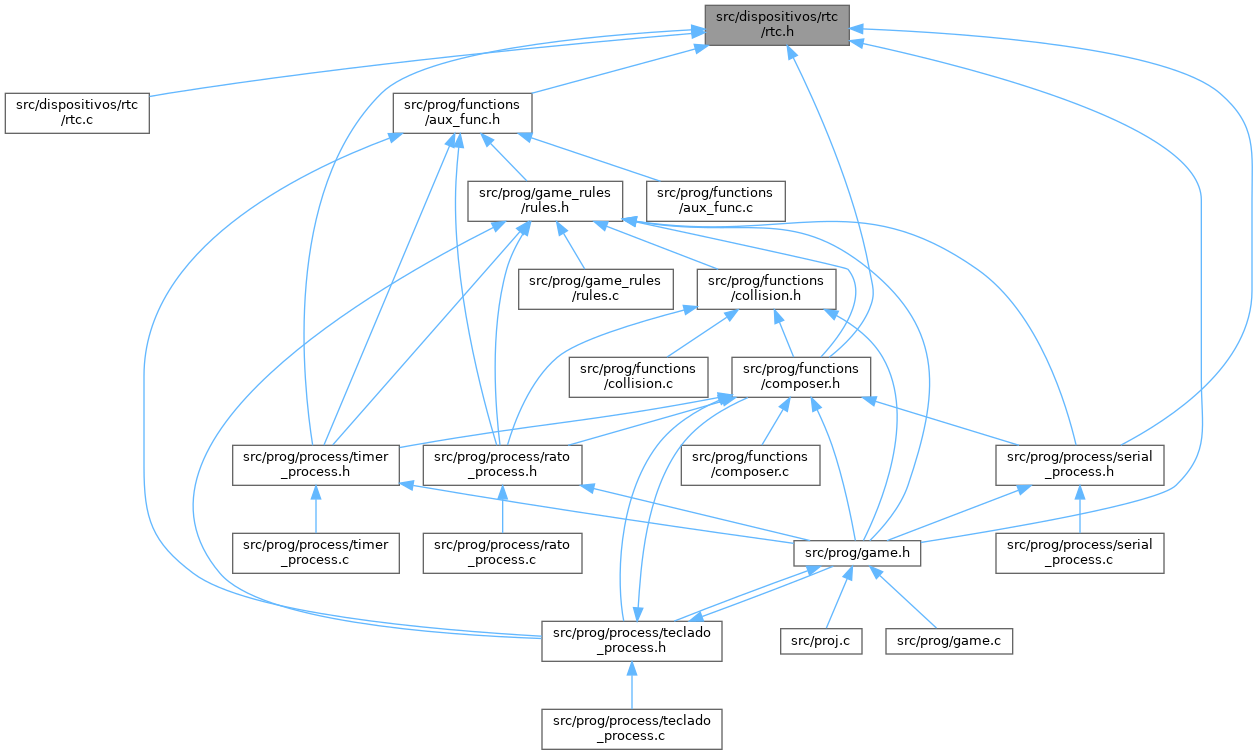 src/dispositivos/rtc
/rtc.h
src/dispositivos/rtc
/rtc.c
src/prog/functions
/aux_func.h
src/prog/game_rules
/rules.h
src/prog/functions
/aux_func.c
src/prog/game_rules
/rules.c
src/prog/functions
/collision.h
src/prog/functions
/collision.c
src/prog/functions
/composer.h
src/prog/process/timer
_process.h
src/prog/process/rato
_process.h
src/prog/functions
/composer.c
src/prog/process/serial
_process.h
src/prog/process/timer
_process.c
src/prog/process/rato
_process.c
src/prog/game.h
src/prog/process/serial
_process.c
src/prog/process/teclado
_process.h
src/proj.c
src/prog/game.c
src/prog/process/teclado
_process.c